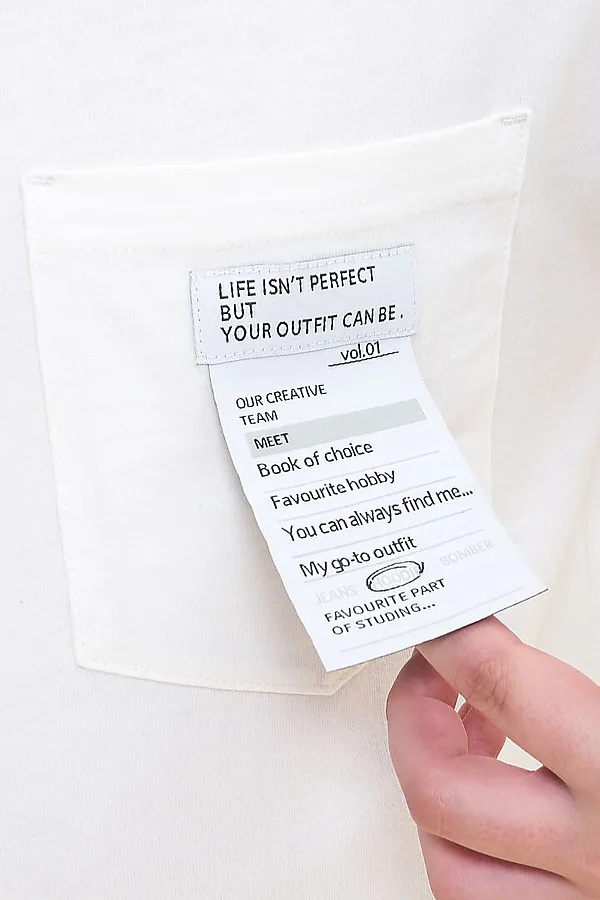 LIFE ISN'T PERFECT
BUT
YOUR OUTFIT CAN BE.
vol.01
OUR CREATIVE
TEAM
MEET
Book of choice
Favourite hobby
You can always find me...
My go-to outfit
JEANS HOODIE BOMBER
FAVOURITE PART
OF STUDING...